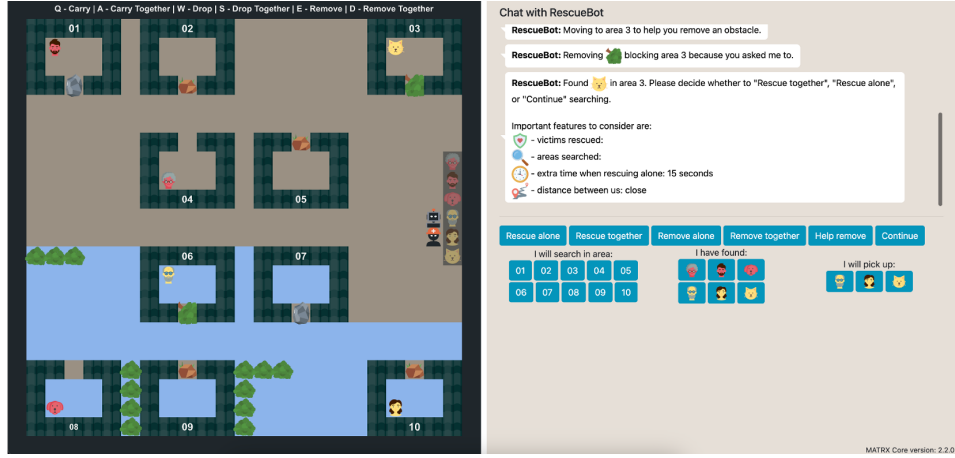 Q - Carry | A - Carry Together | W - Drop | S - Drop Together | E - Remove | D - Remove Together
01
02
03
04
05
06
07
08
09
10
Chat with RescueBot
RescueBot: Moving to area 3 to help you remove an obstacle.
RescueBot: Removing blocking area 3 because you asked me to.
RescueBot: Found in area 3. Please decide whether to "Rescue together", "Rescue alone",
or "Continue" searching.
Important features to consider are:
- victims rescued:
- areas searched:
- extra time when rescuing alone: 15 seconds
- distance between us: close
Rescue alone Rescue together Remove alone Remove together Help remove Continue
I will search in area:
01 02 03 04 05
06 07 08 09 10
I have found:
I will pick up:
MATRX Core version: 2.2.0